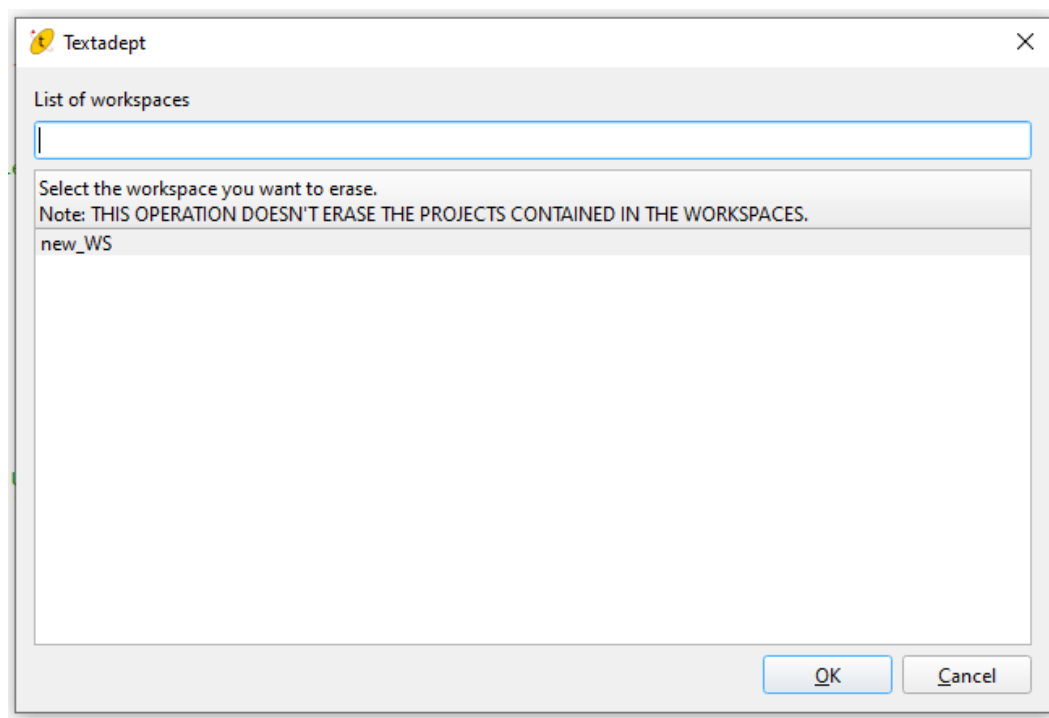 Textadept
List of workspaces
Select the workspace you want to erase.
Note: THIS OPERATION DOESN'T ERASE THE PROJECTS CONTAINED IN THE WORKSPACES.
new_WS
OK
Cancel